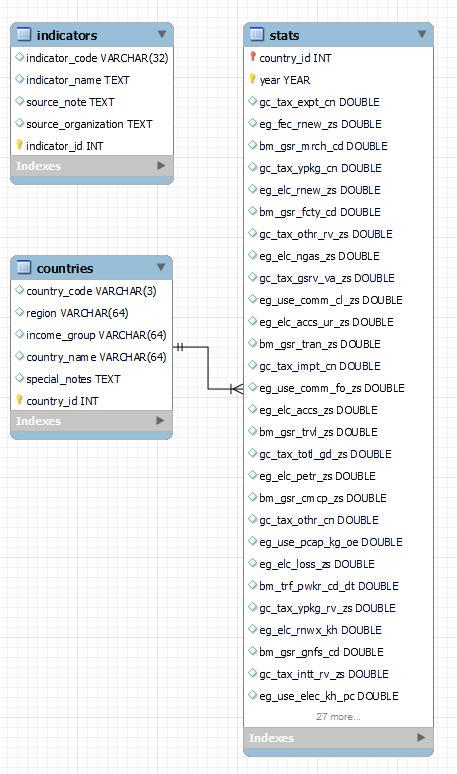 indicators
indicator_code VARCHAR(32)
indicator_name TEXT
source_note TEXT
source_organization TEXT
indicator_id INT
Indexes
countries
country_code VARCHAR(3)
region VARCHAR(64)
income_group VARCHAR(64)
country_name VARCHAR(64)
special_notes TEXT
country_id INT
Indexes
stats
country_id INT
year YEAR
gc_tax_expt_cn DOUBLE
eg_fec_rnew_zs DOUBLE
bm_gsr_mrch_cd DOUBLE
gc_tax_ypkg_cn DOUBLE
eg_elc_rnew_zs DOUBLE
bm_gsr_fcty_cd DOUBLE
gc_tax_othr_rv_zs DOUBLE
eg_elc_ngas_zs DOUBLE
gc_tax_gsrv_va_zs DOUBLE
eg_use_comm_cl_zs DOUBLE
eg_elc_accs_ur_zs DOUBLE
bm_gsr_tran_zs DOUBLE
gc_tax_impt_cn DOUBLE
eg_use_comm_fo_zs DOUBLE
eg_elc_accs_zs DOUBLE
bm_gsr_trvl_zs DOUBLE
gc_tax_totl_gd_zs DOUBLE
eg_elc_petr_zs DOUBLE
bm_gsr_cmcp_zs DOUBLE
gc_tax_othr_cn DOUBLE
eg_use_pcap_kg_oe DOUBLE
eg_elc_loss_zs DOUBLE
bm_trf_pwkr_cd_dt DOUBLE
gc_tax_ypkg_rv_zs DOUBLE
eg_elc_rnwx_kh DOUBLE
bm_gsr_gnfs_cd DOUBLE
gc_tax_intt_rv_zs DOUBLE
eg_use_elec_kh_pc DOUBLE
27 more...
Indexes